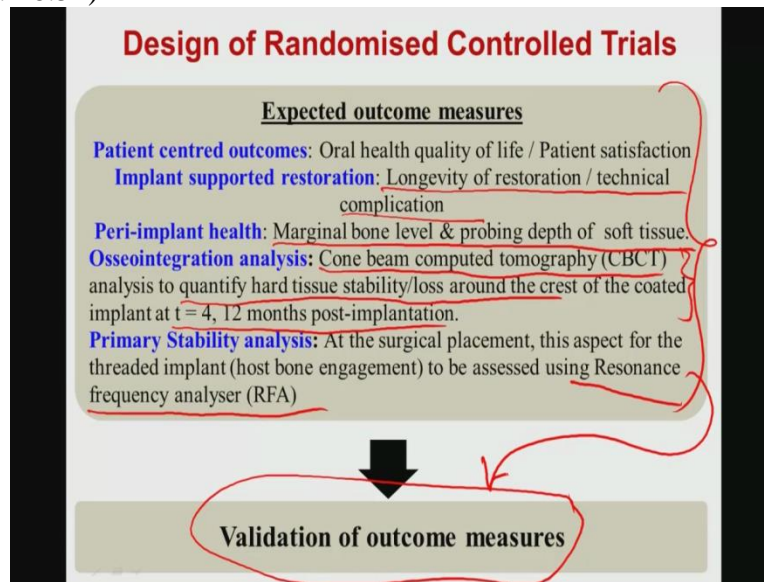 Design of Randomised Controlled Trials
Expected outcome measures
Patient centred outcomes: Oral health quality of life / Patient satisfaction
Implant supported restoration: Longevity of restoration / technical
complication
Peri-implant health: Marginal bone level & probing depth of soft tissue.
Osseointegration analysis: Cone beam computed tomography (CBCT)
analysis to quantify hard tissue stability/loss around the crest of the coated
implant at t = 4, 12 months post-implantation.
Primary Stability analysis: At the surgical placement, this aspect for the
threaded implant (host bone engagement) to be assessed using Resonance
frequency analyser (RFA)
Validation of outcome measures